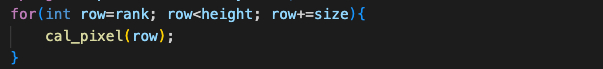 for(int row=rank; row<height; row+=size){
    cal_pixel(row);
}